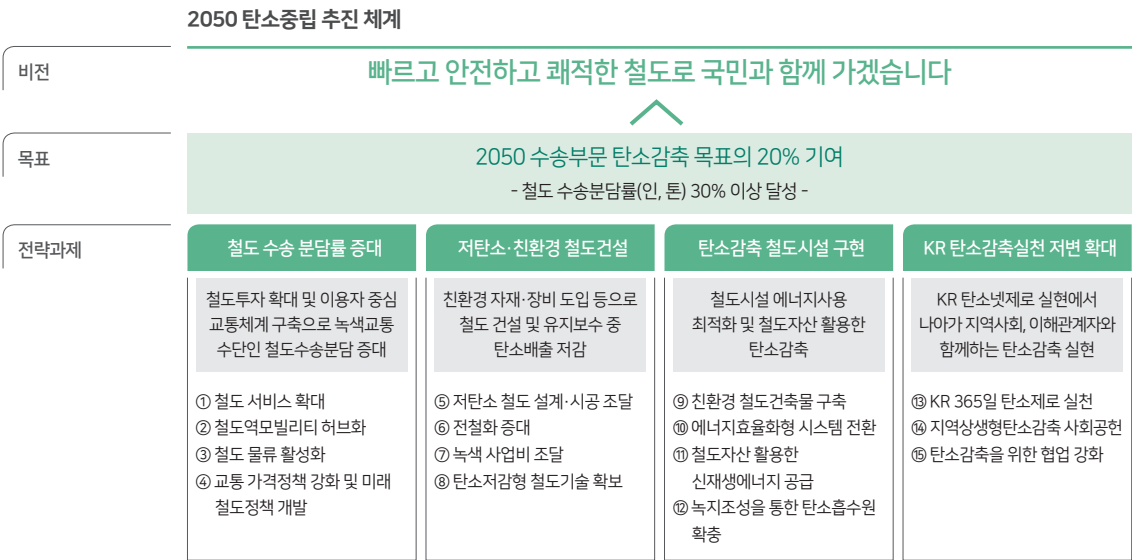 2050 탄소중립 추진 체계
비전
빠르고 안전하고 쾌적한 철도로 국민과 함께 가겠습니다
목표
2050 수송부문 탄소감축 목표의 20% 기여
- 철도 수송분담률(인, 톤) 30% 이상 달성 -
전략과제
철도 수송 분담률 증대
철도투자 확대 및 이용자 중심
교통체계 구축으로 녹색교통
수단인 철도수송분담 증대
① 철도 서비스 확대
② 철도역모빌리티 허브화
③ 철도 물류 활성화
④ 교통 가격정책 강화 및 미래
철도정책 개발
저탄소·친환경 철도건설
친환경 자재·장비 도입 등으로
철도 건설 및 유지보수 중
탄소배출 저감
⑤ 저탄소 철도 설계·시공 조달
⑥ 전철화 증대
⑦ 녹색 사업비 조달
⑧ 탄소저감형 철도기술 확보
탄소감축 철도시설 구현
철도시설 에너지사용
최적화 및 철도자산 활용한
탄소감축
⑨ 친환경 철도건축물 구축
⑩ 에너지효율화형 시스템 전환
⑪ 철도자산 활용한
신재생에너지 공급
⑫ 녹지조성을 통한 탄소흡수원
확충
KR 탄소감축실천 저변 확대
KR 탄소넷제로 실현에서
나아가 지역사회, 이해관계자와
함께하는 탄소감축 실현
⑬ KR 365일 탄소제로 실천
⑭ 지역상생형탄소감축 사회공헌
⑮ 탄소감축을 위한 협업 강화